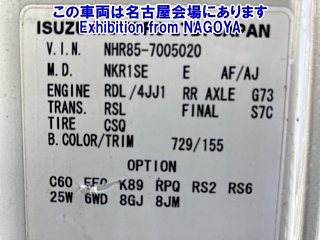 この車両は名古屋会場にあります
ISUZU JAPAN
Exhibition from NAGOYA
V.I.N. NHR85-7005020
M.D. NKR1SE E AF/AJ
ENGINE RDL/4JJ1 RR AXLE G73
TRANS. RSL FINAL S7C
TIRE CSQ
B.COLOR/TRIM 729/155
OPTION
C60 K89 RPQ RS2 RS6
25W 6WD 8GJ 8JM